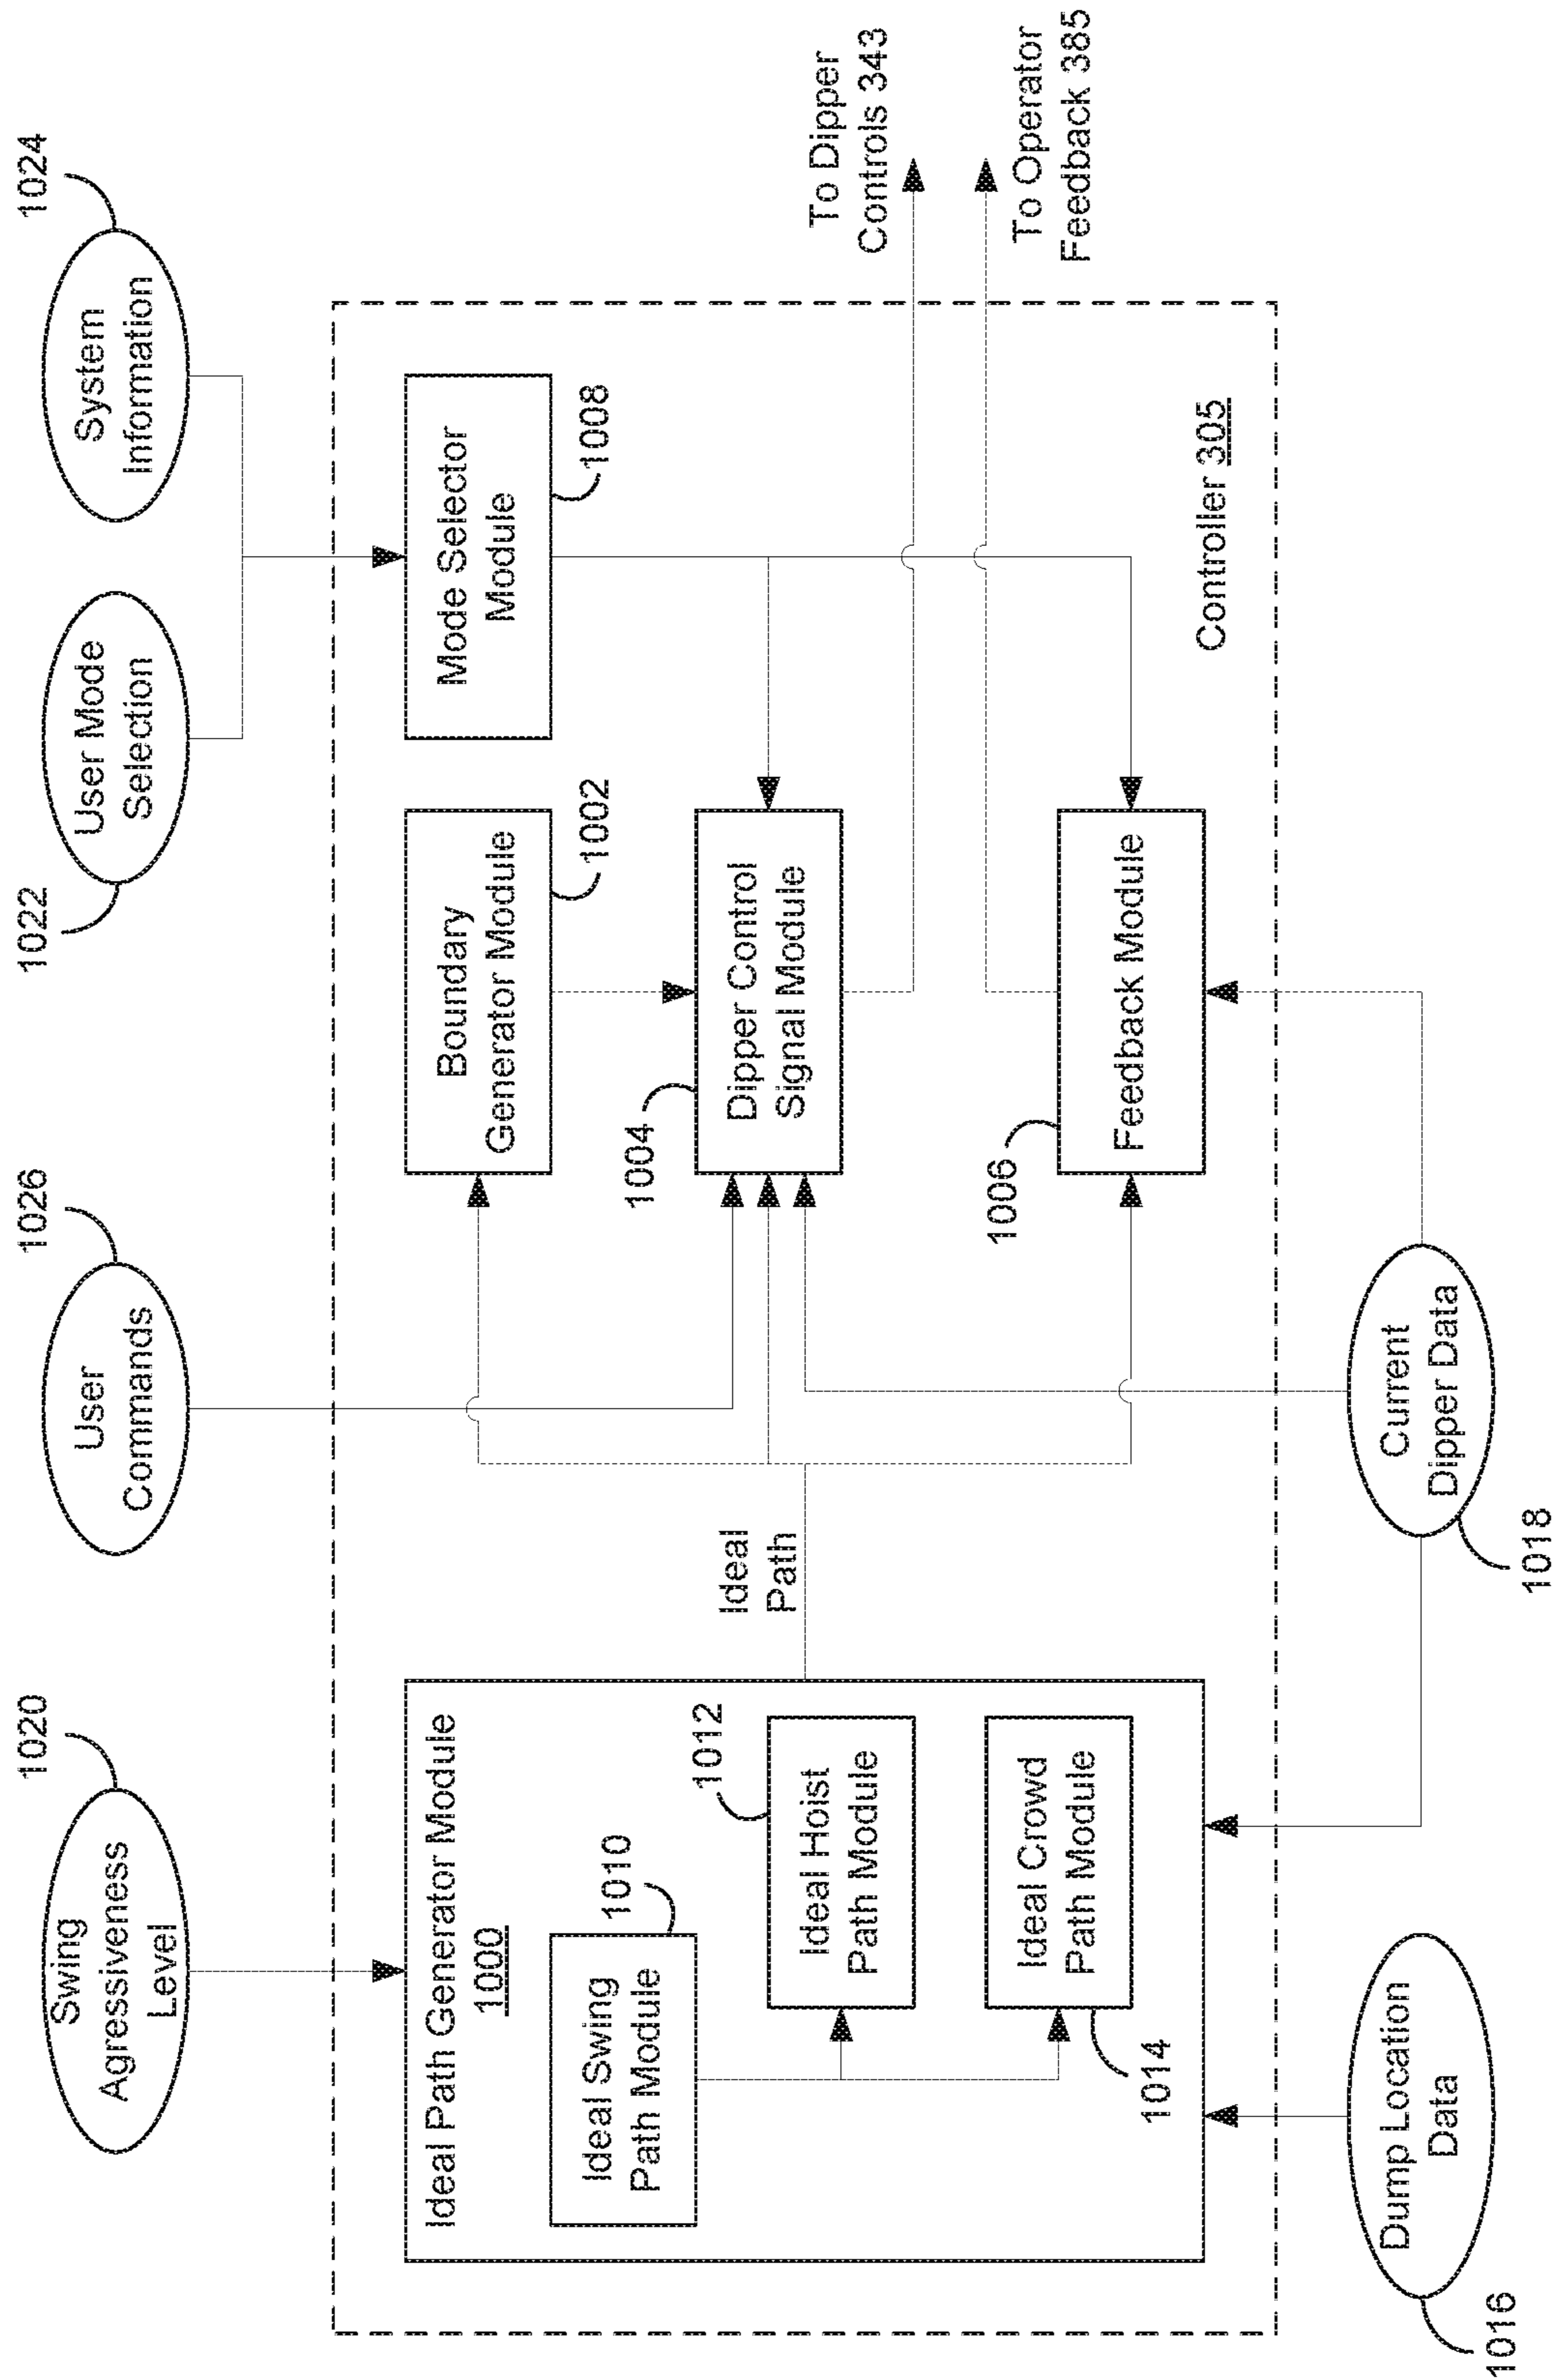 1020
Swing
Agressiveness
Level
1026
User
Commands
1022
User Mode
Selection
1024
System
Information
Ideal Path Generator Module
1000
Ideal Swing
Path Module
1010
1012
Ideal Hoist
Path Module
Ideal Crowd
Path Module
1014
Ideal
Path
Boundary
Generator Module
1002
1004
Dipper Control
Signal Module
1006
Feedback Module
Mode Selector
Module
1008
Controller 305
To Dipper
Controls 343
To Operator
Feedback 385
Dump Location
Data
1016
Current
Dipper Data
1018